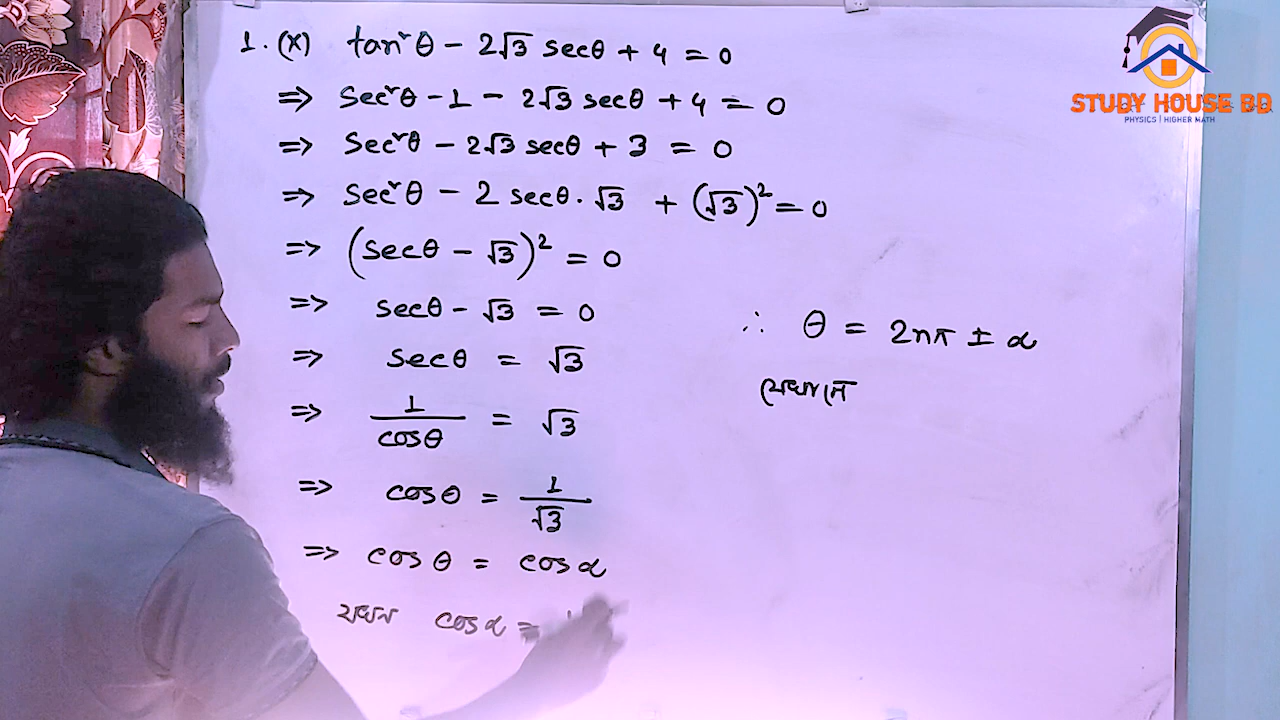 1. (x) tan²θ - 2√3 secθ + 4 = 0
⇒ sec²θ - 1 - 2√3 secθ + 4 = 0
⇒ sec²θ - 2√3 secθ + 3 = 0
⇒ sec²θ - 2 secθ · √3 + (√3)² = 0
⇒ (secθ - √3)² = 0
⇒ secθ - √3 = 0
⇒ secθ = √3
⇒ 1/cosθ = √3
⇒ cosθ = 1/√3
⇒ cosθ = cosα
যখন cosα =
∴ θ = 2nπ ± α
যেখানে
STUDY HOUSE BD
PHYSICS | HIGHER MATH